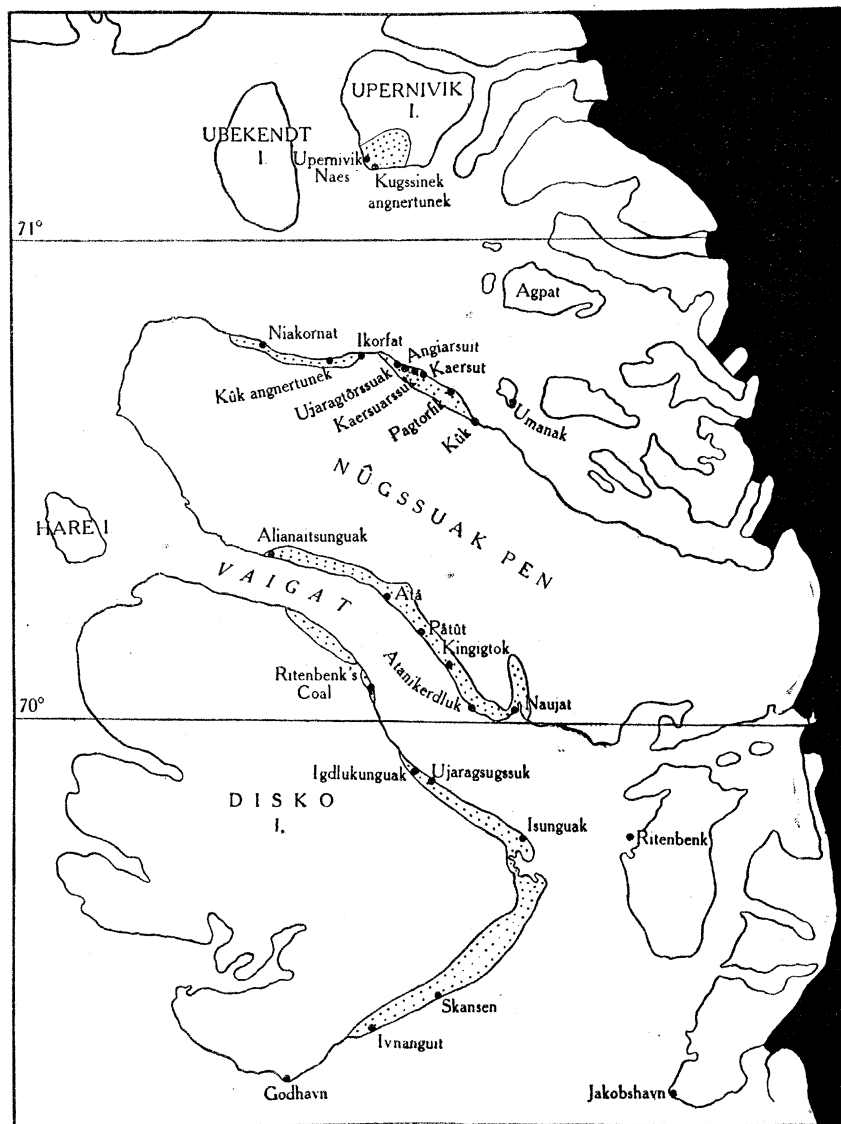 UPERNIVIK
I.
UBEKENDT
I.
Upernivik
Naes
Kugssinek
angnertunek
71°
Agpat
Niakornat
Ikorfat
Angiarsuit
Kaersut
Kûk angnertunek
Ujaragtôrssuak
Kaersuarssuk
Pagtorfik
Kûk
Umanak
NÛGSSUAK PEN
HARE I
Alianaitsunguak
VAIGAT
Atâ
Pâtût
Kingigtok
Atanikerdluk
Ritenbenk's
Coal
Naujat
70°
Igdlukunguak
Ujaragsugssuk
DISKO
I.
Isunguak
Ritenbenk
Skansen
Ivnanguit
Godhavn
Jakobshavn